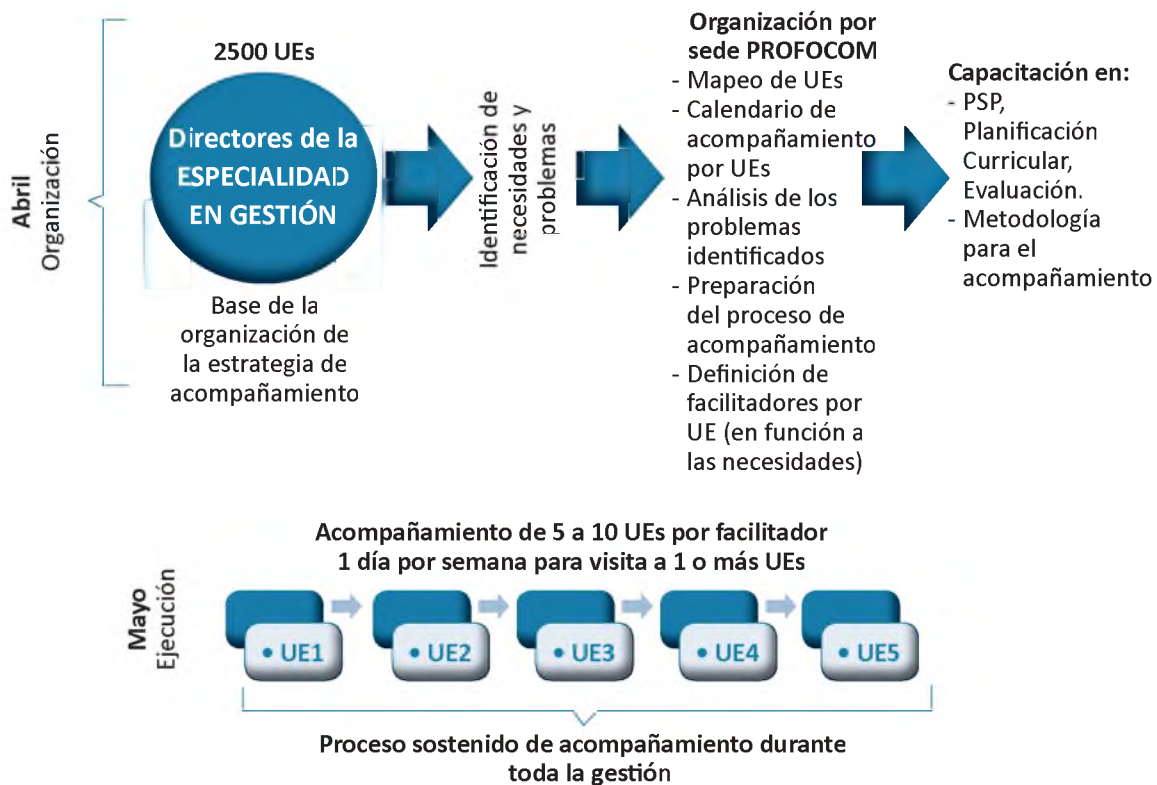 Abril
Organización
2500 UEs
Directores de la
ESPECIALIDAD
EN GESTIÓN
Base de la
organización de
la estrategia de
acompañamiento
Identificación de
necesidades y
problemas
Organización por
sede PROFOCOM
- Mapeo de UEs
- Calendario de
acompañamiento
por UEs
- Análisis de los
problemas
identificados
- Preparación
del proceso de
acompañamiento
- Definición de
facilitadores por
UE (en función a
las necesidades)
Capacitación en:
- PSP,
Planificación
Curricular,
Evaluación.
- Metodología
para el
acompañamiento
Mayo
Ejecución
Acompañamiento de 5 a 10 UEs por facilitador
1 día por semana para visita a 1 o más UEs
• UE1
• UE2
• UE3
• UE4
• UE5
Proceso sostenido de acompañamiento durante
toda la gestión